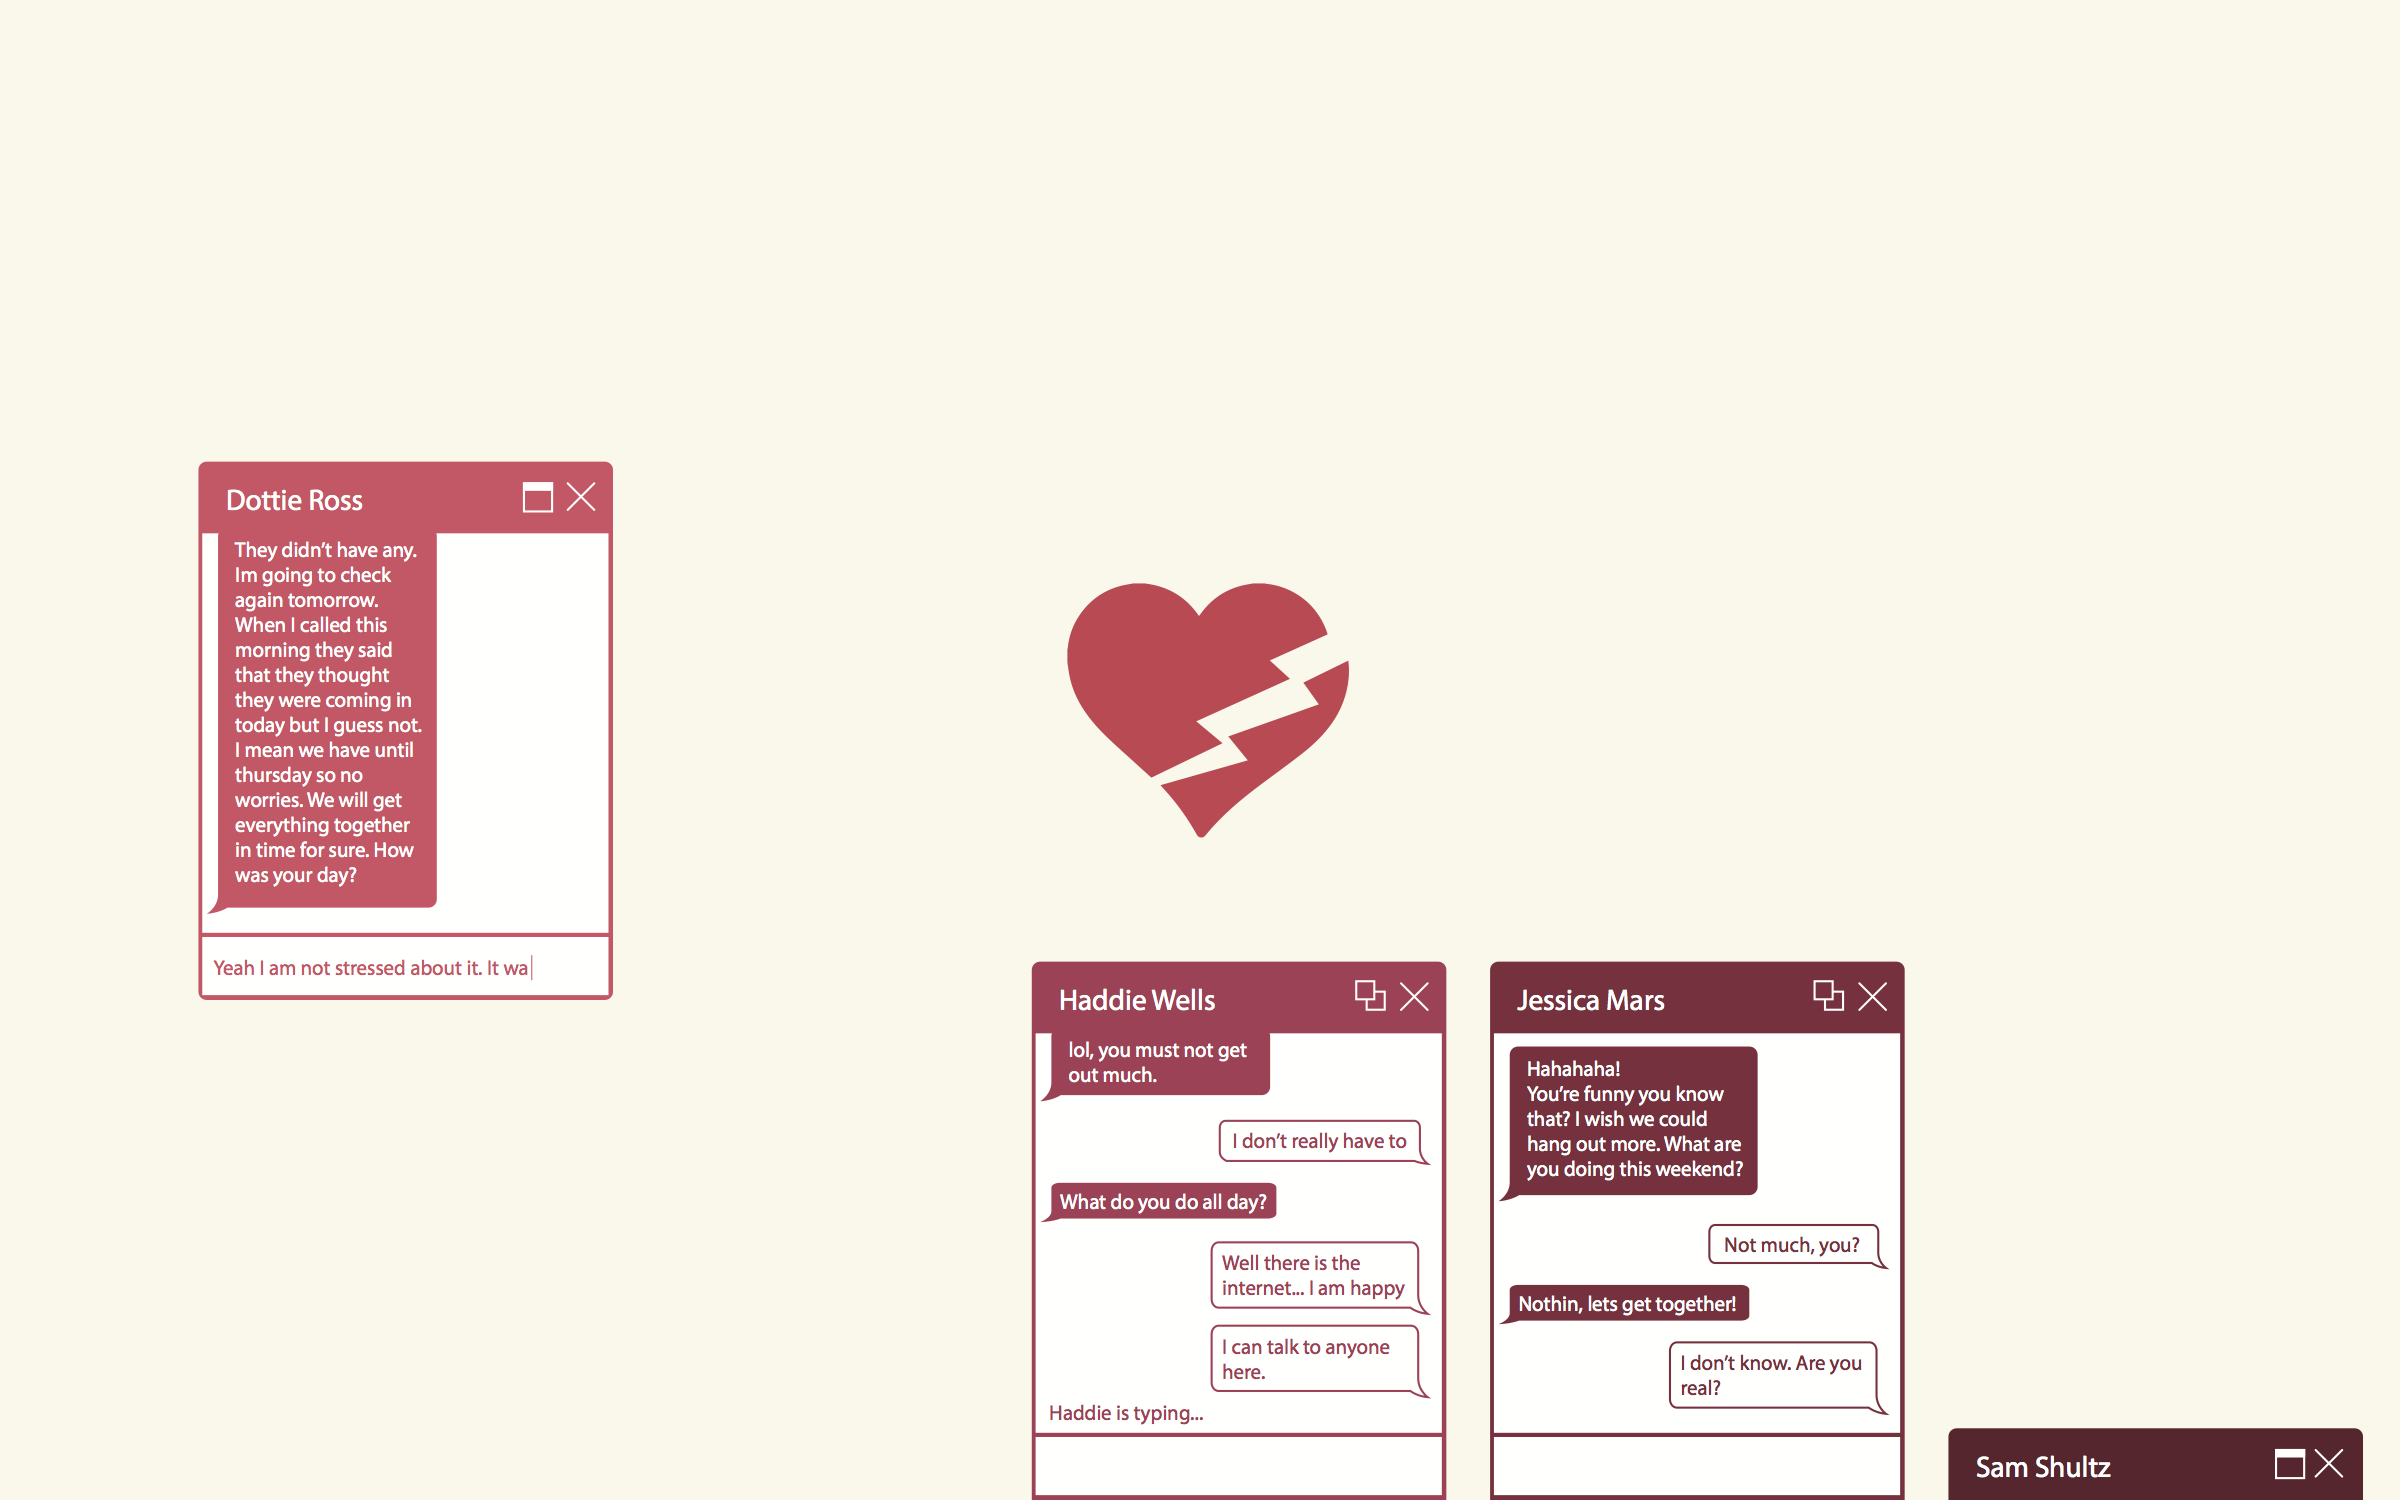 Dottie Ross
They didn't have any.
Im going to check
again tomorrow.
When I called this
morning they said
that they thought
they were coming in
today but I guess not.
I mean we have until
thursday so no
worries. We will get
everything together
in time for sure. How
was your day?
Yeah I am not stressed about it. It wa
Haddie Wells
lol, you must not get
out much.
I don't really have to
What do you do all day?
Well there is the
internet... I am happy
I can talk to anyone
here.
Haddie is typing...
Jessica Mars
Hahahaha!
You're funny you know
that? I wish we could
hang out more. What are
you doing this weekend?
Not much, you?
Nothin, lets get together!
I don't know. Are you
real?
Sam Shultz